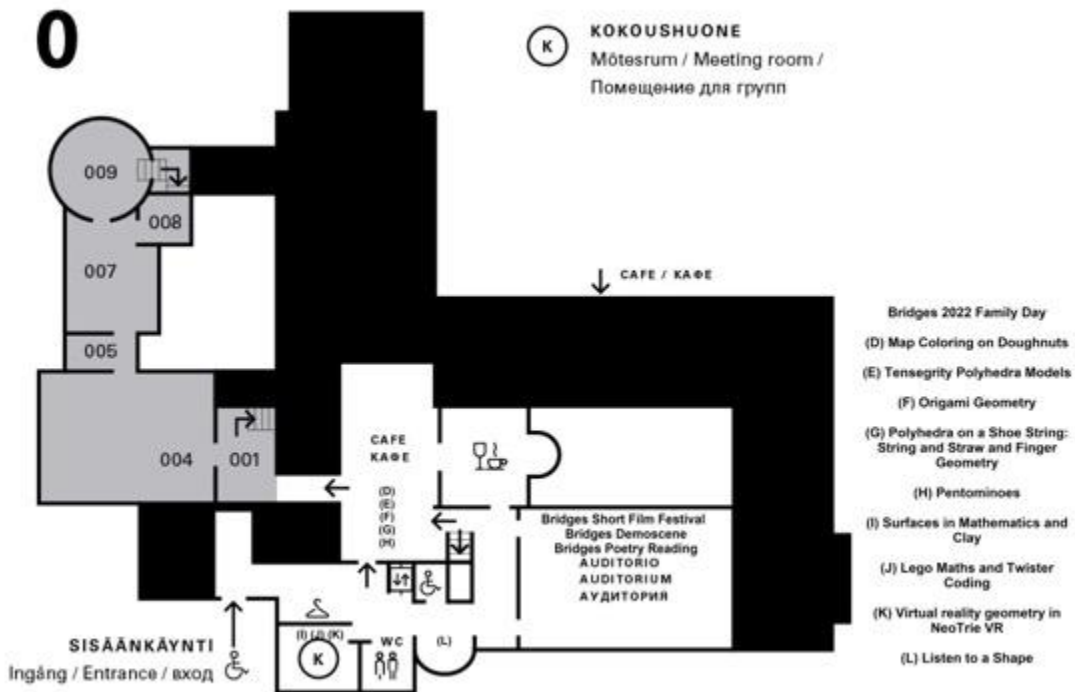 0
K
KOKOUSHUONE
Mötesrum / Meeting room /
Помещение для групп
009
008
007
005
004
001
CAFE / КАФЕ
CAFE
КАФЕ
(D)
(E)
(F)
(G)
(H)
Bridges Short Film Festival
Bridges Demoscene
Bridges Poetry Reading
AUDITORIO
AUDITORIUM
АУДИТОРИЯ
(I) (J) (K)
K
WC
(L)
SISÄÄNKÄYNTI
Ingång / Entrance / вход
Bridges 2022 Family Day
(D) Map Coloring on Doughnuts
(E) Tensegrity Polyhedra Models
(F) Origami Geometry
(G) Polyhedra on a Shoe String:
String and Straw and Finger
Geometry
(H) Pentominoes
(I) Surfaces in Mathematics and
Clay
(J) Lego Maths and Twister
Coding
(K) Virtual reality geometry in
NeoTrie VR
(L) Listen to a Shape